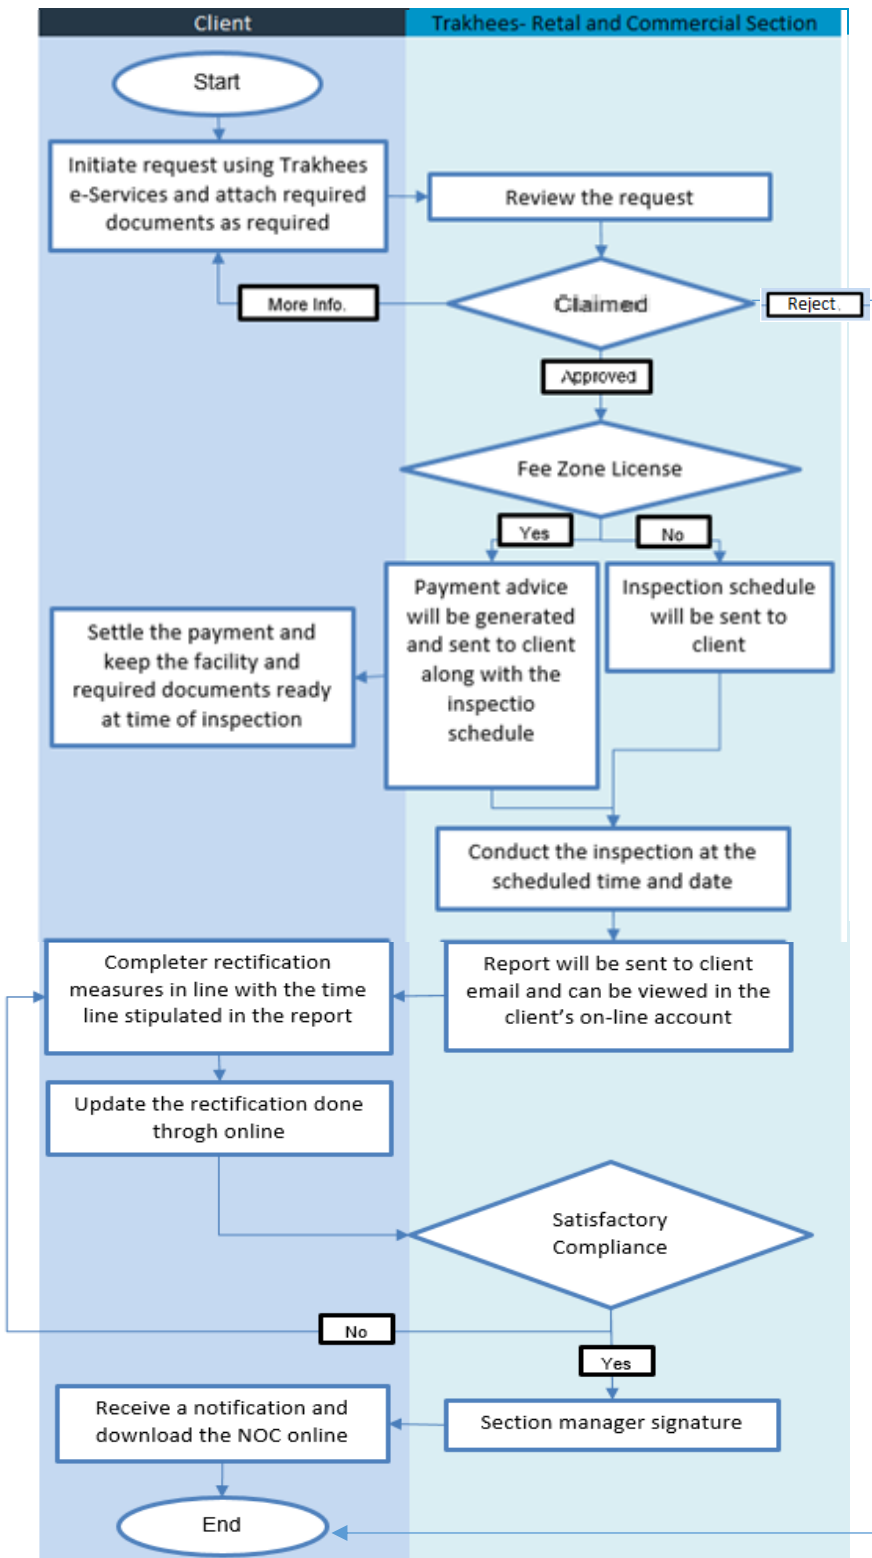 Client
Trakhees- Retal and Commercial Section
Start
Initiate request using Trakhees
e-Services and attach required
documents as required
Review the request
More Info.
Claimed
Reject.
Approved
Fee Zone License
Yes
No
Payment advice
will be generated
and sent to client
along with the
inspectio
schedule
Inspection schedule
will be sent to
client
Settle the payment and
keep the facility and
required documents ready
at time of inspection
Conduct the inspection at the
scheduled time and date
Completer rectification
measures in line with the time
line stipulated in the report
Report will be sent to client
email and can be viewed in the
client's on-line account
Update the rectification done
throgh online
Satisfactory
Compliance
No
Yes
Receive a notification and
download the NOC online
Section manager signature
End